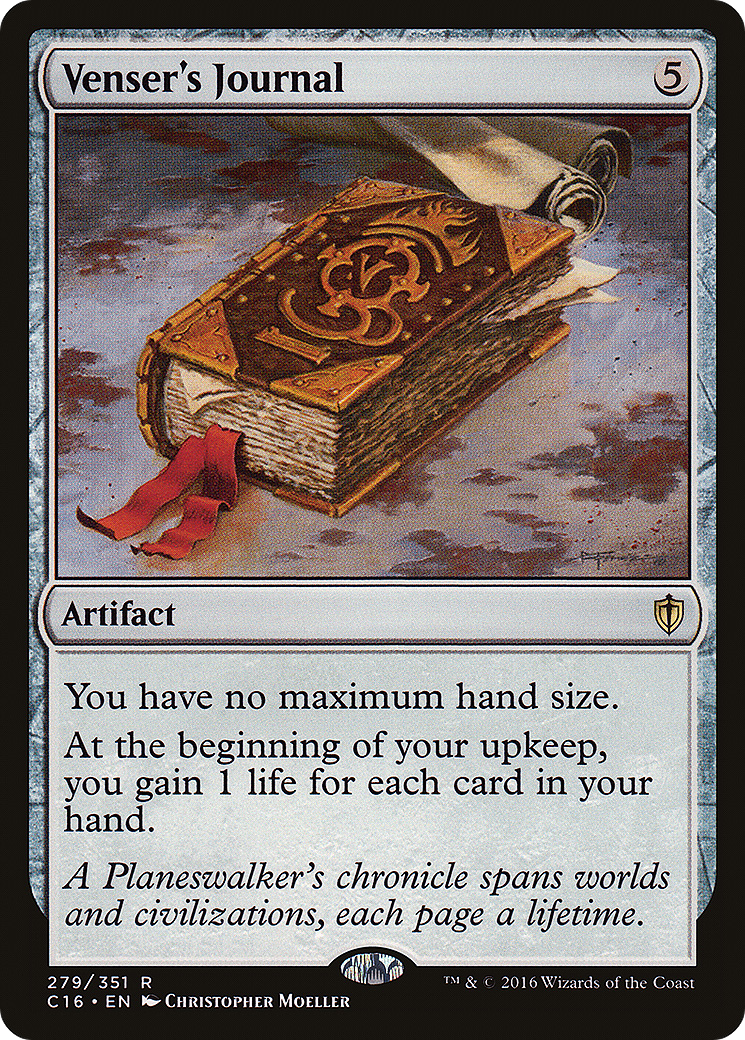 Venser's Journal 5
Artifact
You have no maximum hand size.
At the beginning of your upkeep,
you gain 1 life for each card in your
hand.
A Planeswalker's chronicle spans worlds
and civilizations, each page a lifetime.
279/351 R
C16 • EN Christopher Moeller
™ & © 2016 Wizards of the Coast